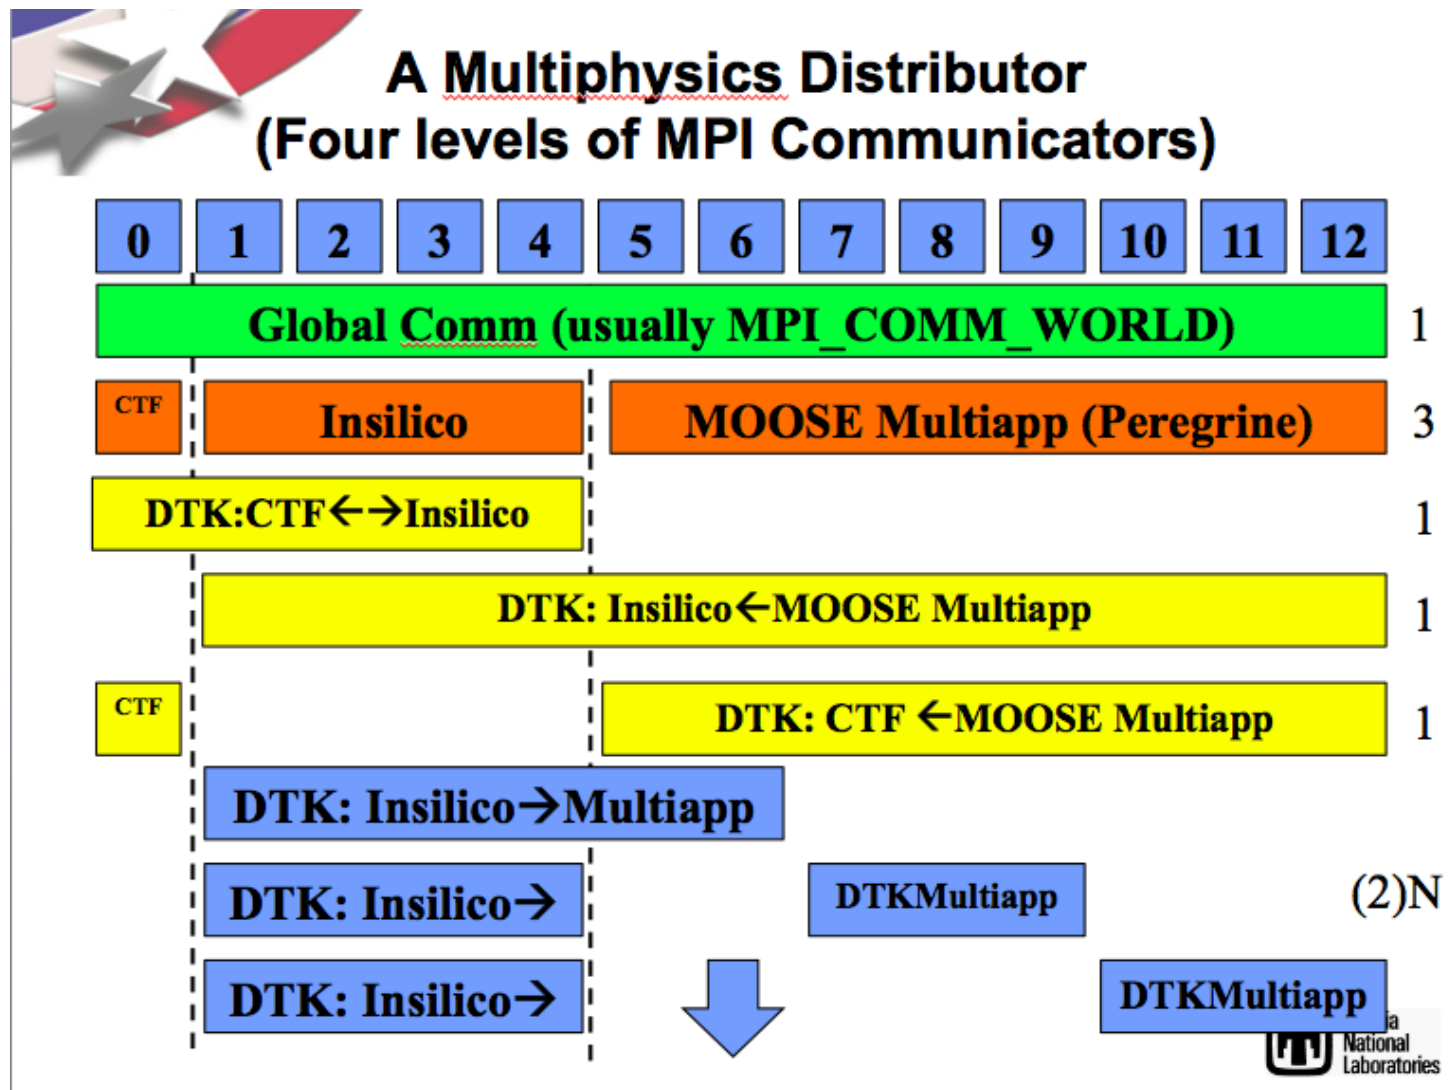 A Multiphysics Distributor
(Four levels of MPI Communicators)
0 1 2 3 4 5 6 7 8 9 10 11 12
Global Comm (usually MPI_COMM_WORLD) 1
CTF Insilico MOOSE Multiapp (Peregrine) 3
DTK:CTF←→Insilico 1
DTK: Insilico←MOOSE Multiapp 1
CTF DTK: CTF ←MOOSE Multiapp 1
DTK: Insilico→Multiapp
DTK: Insilico→ DTKMultiapp (2)N
DTK: Insilico→ DTKMultiapp
National
Laboratories